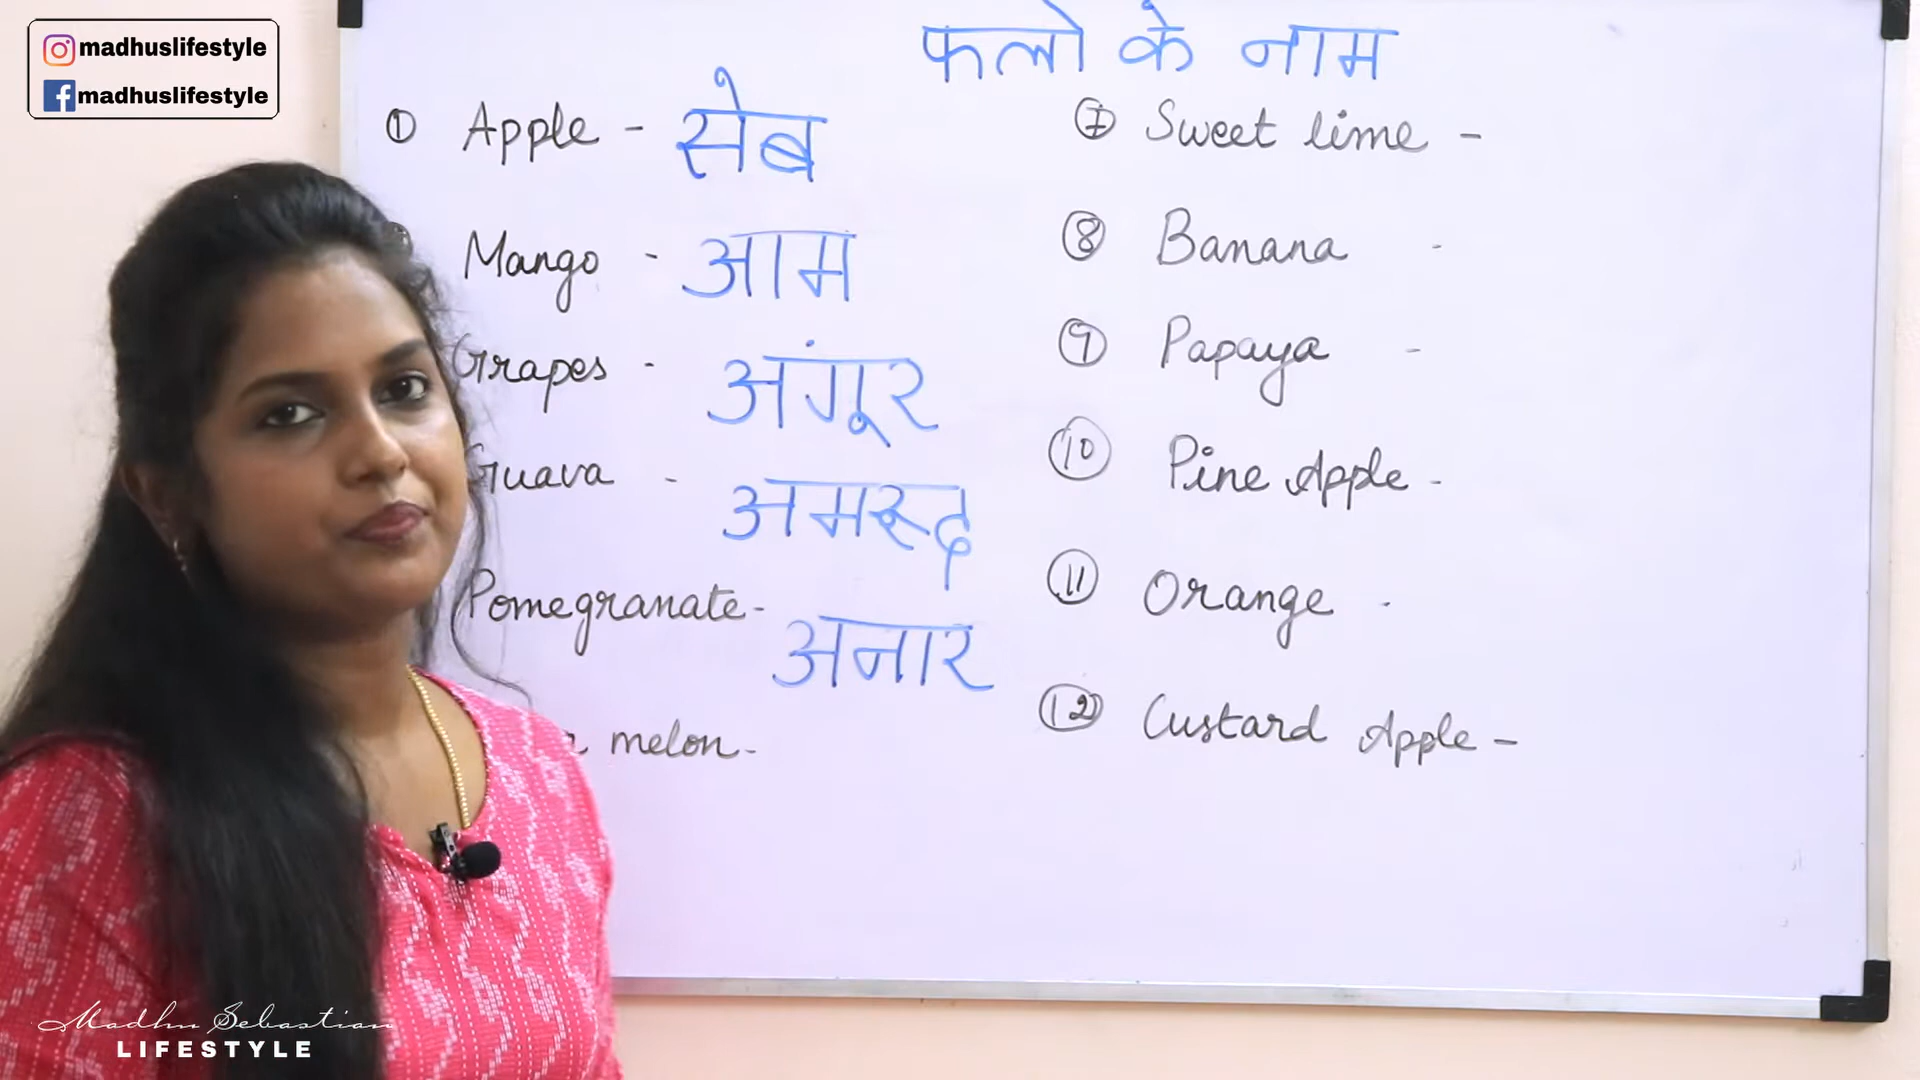 madhuslifestyle
madhuslifestyle
फलो के नाम
① Apple - सेब
Mango - आम
Grapes - अंगूर
Guava - अमरूद
Pomegranate- अनार
melon-
⑦ Sweet lime -
⑧ Banana -
⑨ Papaya -
⑩ Pine Apple -
⑪ Orange -
⑫ Custard Apple -
Madhu Sebastian
LIFESTYLE